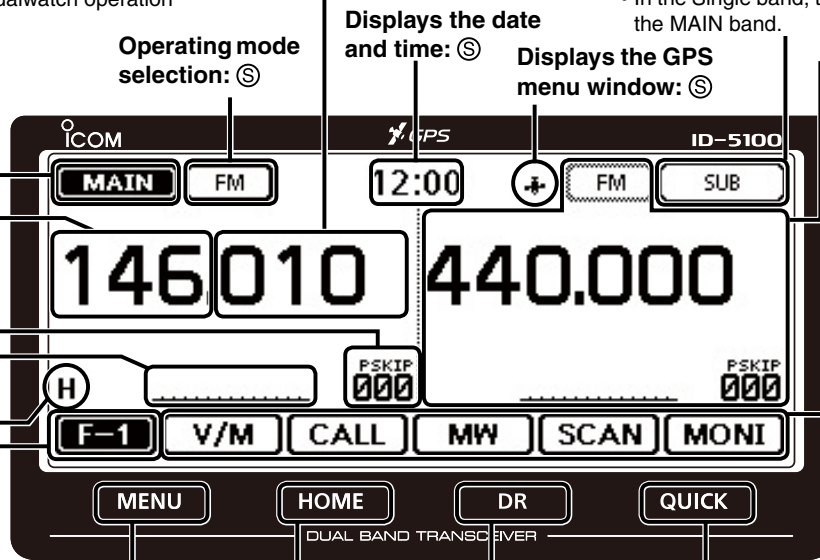 dualwatch operation
Operating mode
selection: Ⓢ
Displays the date
and time: Ⓢ
Displays the GPS
menu window: Ⓢ
• In the Single band,
the MAIN band.
ICOM
GPS
ID-5100
MAIN
FM
12:00
FM
SUB
146.010
440.000
PSKIP
000
PSKIP
000
H
F-1
V/M
CALL
MW
SCAN
MONI
MENU
HOME
DR
QUICK
DUAL BAND TRANSCEIVER